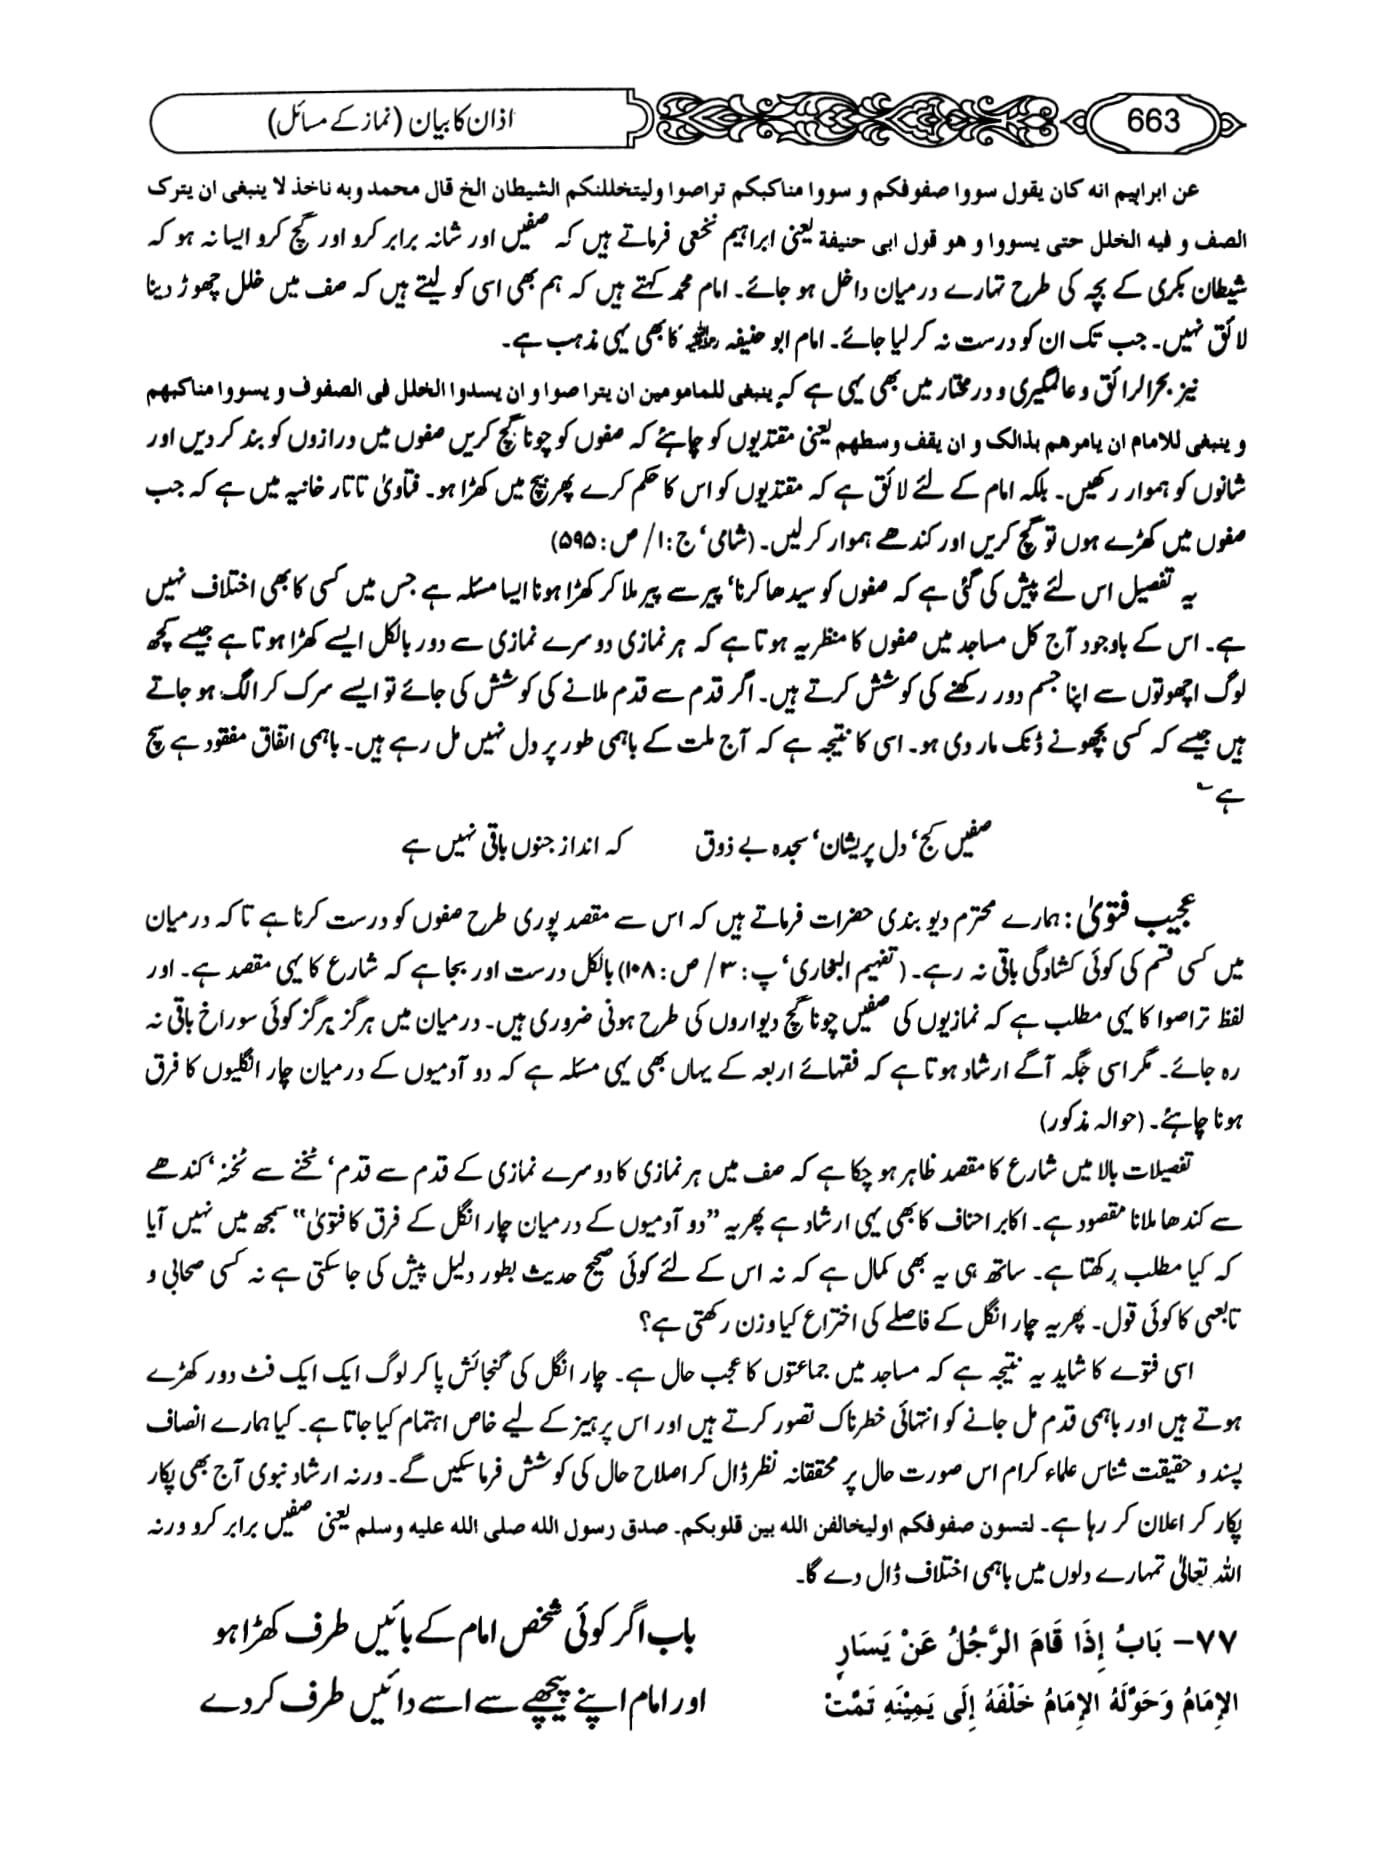 663
اذان کا بیان (نماز کے مسائل)
عن ابراہیم انه کان یقول سووا صفوفکم و سووا مناکبکم تراصوا ولیتخللنکم الشیطان الخ قال محمد وبه ناخذ لا ینبغی ان یترک
الصف و فیه الخلل حتی یسووا و هو قول ابی حنیفة یعنی ابراہیم نخعی فرماتے ہیں کہ صفیں اور شانہ برابر کرو اور گچ کرو ایسا نہ ہو کہ
شیطان بکری کے بچہ کی طرح تمہارے درمیان داخل ہو جائے۔ امام محمد کہتے ہیں کہ ہم بھی اسی کو لیتے ہیں کہ صف میں خلل چھوڑ دینا
لائق نہیں۔ جب تک ان کو درست نہ کر لیا جائے۔ امام ابو حنیفہ رحمۃ اللہ علیہ کا بھی یہی مذہب ہے۔
نیز بحر الرائق و عالمگیری و درمختار میں بھی یہی ہے کہ ینبغی للمامومین ان یتراصوا و ان یسدوا الخلل فی الصفوف و یسووا مناکبهم
و ینبغی للامام ان یامرهم بذالک و ان یقف وسطهم یعنی مقتدیوں کو چاہئے کہ صفوں کو چونا گچ کریں صفوں میں درازوں کو بند کر دیں اور
شانوں کو ہموار رکھیں۔ بلکہ امام کے لئے لائق ہے کہ مقتدیوں کو اس کا حکم کرے پھر بیچ میں کھڑا ہو۔ فتاویٰ تاتار خانیہ میں ہے کہ جب
صفوں میں کھڑے ہوں تو گچ کریں اور کندھے ہموار کر لیں۔ (شامی‘ ج:۱/ ص:۵۹۵)
یہ تفصیل اس لئے پیش کی گئی ہے کہ صفوں کو سیدھا کرنا‘ پیر سے پیر ملا کر کھڑا ہونا ایسا مسئلہ ہے جس میں کسی کا بھی اختلاف نہیں
ہے۔ اس کے باوجود آج کل مساجد میں صفوں کا منظر یہ ہوتا ہے کہ ہر نمازی دوسرے نمازی سے دور بالکل ایسے کھڑا ہوتا ہے جیسے کچھ
لوگ اچھوتوں سے اپنا جسم دور رکھنے کی کوشش کرتے ہیں۔ اگر قدم سے قدم ملانے کی کوشش کی جائے تو ایسے سرک کر الگ ہو جاتے
ہیں جیسے کہ کسی بچھو نے ڈنک مار دی ہو۔ اسی کا نتیجہ ہے کہ آج ملت کے باہمی طور پر دل نہیں مل رہے ہیں۔ باہمی اتفاق مفقود ہے سچ
ہے ؎
صفیں کج‘ دل پریشان‘ سجدہ بے ذوق کہ انداز جنوں باقی نہیں ہے
عجیب فتویٰ: ہمارے محترم دیوبندی حضرات فرماتے ہیں کہ اس سے مقصد پوری طرح صفوں کو درست کرنا ہے تاکہ درمیان
میں کسی قسم کی کوئی کشادگی باقی نہ رہے۔ (تفہیم البخاری‘ پ:۳/ ص:۱۰۸) بالکل درست اور بجا ہے کہ شارع کا یہی مقصد ہے۔ اور
لفظ تراصوا کا یہی مطلب ہے کہ نمازیوں کی صفیں چونا گچ دیواروں کی طرح ہونی ضروری ہیں۔ درمیان میں ہرگز ہرگز کوئی سوراخ باقی نہ
رہ جائے۔ مگر اسی جگہ آگے ارشاد ہوتا ہے کہ فقہائے اربعہ کے یہاں بھی یہی مسئلہ ہے کہ دو آدمیوں کے درمیان چار انگلیوں کا فرق
ہونا چاہئے۔ (حوالہ مذکور)
تفصیلات بالا میں شارع کا مقصد ظاہر ہو چکا ہے کہ صف میں ہر نمازی کا دوسرے نمازی کے قدم سے قدم‘ ٹخنے سے ٹخنہ‘ کندھے
سے کندھا ملانا مقصود ہے۔ اکابر احناف کا بھی یہی ارشاد ہے پھر یہ ”دو آدمیوں کے درمیان چار انگل کے فرق کا فتویٰ“ سمجھ میں نہیں آیا
کہ کیا مطلب رکھتا ہے۔ ساتھ ہی یہ بھی کمال ہے کہ نہ اس کے لئے کوئی صحیح حدیث بطور دلیل پیش کی جا سکتی ہے نہ کسی صحابی و
تابعی کا کوئی قول۔ پھر یہ چار انگل کے فاصلے کی اختراع کیا وزن رکھتی ہے؟
اسی فتوے کا شاید یہ نتیجہ ہے کہ مساجد میں جماعتوں کا عجب حال ہے۔ چار انگل کی گنجائش پا کر لوگ ایک ایک فٹ دور کھڑے
ہوتے ہیں اور باہمی قدم مل جانے کو انتہائی خطرناک تصور کرتے ہیں اور اس پرہیز کے لیے خاص اہتمام کیا جاتا ہے۔ کیا ہمارے انصاف
پسند و حقیقت شناس علماء کرام اس صورت حال پر محققانہ نظر ڈال کر اصلاح حال کی کوشش فرما سکیں گے۔ ورنہ ارشاد نبوی آج بھی پکار
پکار کر اعلان کر رہا ہے۔ لتسون صفوفکم اولیخالفن الله بین قلوبکم۔ صدق رسول الله صلی الله علیه وسلم یعنی صفیں برابر کرو ورنہ
اللہ تعالیٰ تمہارے دلوں میں باہمی اختلاف ڈال دے گا۔
۷۷- بَابُ إِذَا قَامَ الرَّجُلُ عَنْ يَسَارِ
الإِمَامُ وَحَوَّلَهُ الإِمَامُ خَلْفَهُ إِلَى يَمِيْنِهِ تَمَّتْ
باب اگر کوئی شخص امام کے بائیں طرف کھڑا ہو
اور امام اپنے پیچھے سے اسے دائیں طرف کر دے